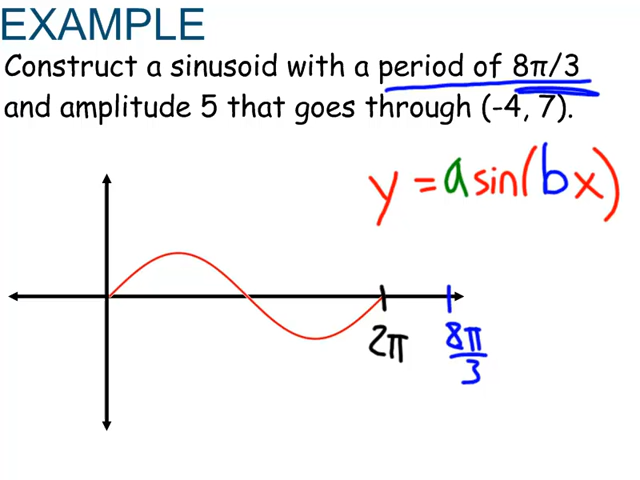 EXAMPLE
Construct a sinusoid with a period of 8π/3
and amplitude 5 that goes through (-4, 7).
y = a sin(bx)
2π
8π/3